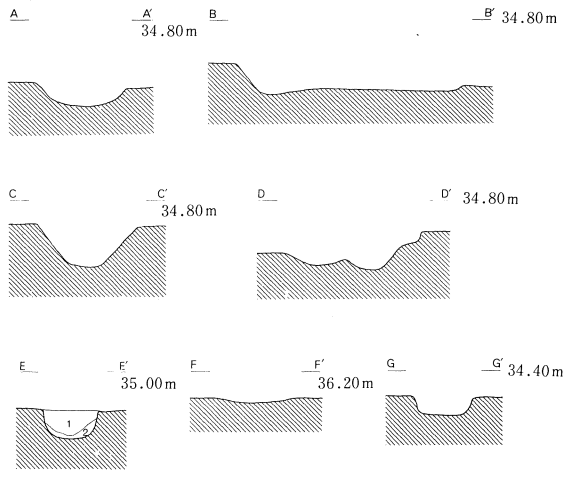 A A′ 34.80m
B B′ 34.80m
C C′ 34.80m
D D′ 34.80m
E E′ 35.00m
F F′ 36.20m
G G′ 34.40m
1
2